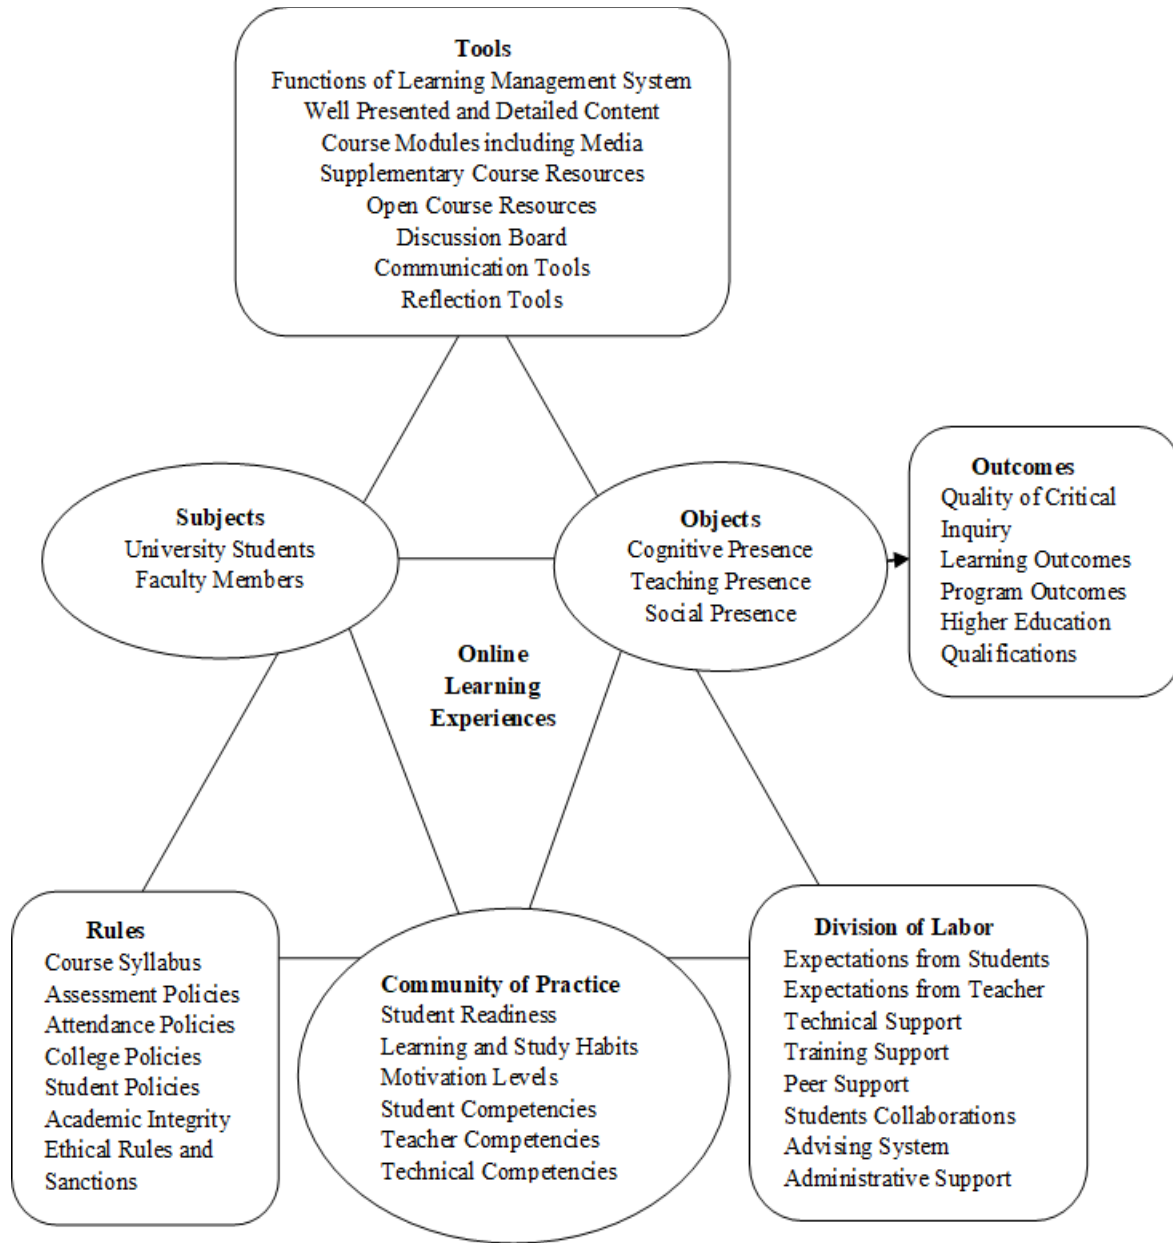 Tools
Functions of Learning Management System
Well Presented and Detailed Content
Course Modules including Media
Supplementary Course Resources
Open Course Resources
Discussion Board
Communication Tools
Reflection Tools
Subjects
University Students
Faculty Members
Objects
Cognitive Presence
Teaching Presence
Social Presence
Outcomes
Quality of Critical
Inquiry
Learning Outcomes
Program Outcomes
Higher Education
Qualifications
Online
Learning
Experiences
Rules
Course Syllabus
Assessment Policies
Attendance Policies
College Policies
Student Policies
Academic Integrity
Ethical Rules and
Sanctions
Community of Practice
Student Readiness
Learning and Study Habits
Motivation Levels
Student Competencies
Teacher Competencies
Technical Competencies
Division of Labor
Expectations from Students
Expectations from Teacher
Technical Support
Training Support
Peer Support
Students Collaborations
Advising System
Administrative Support